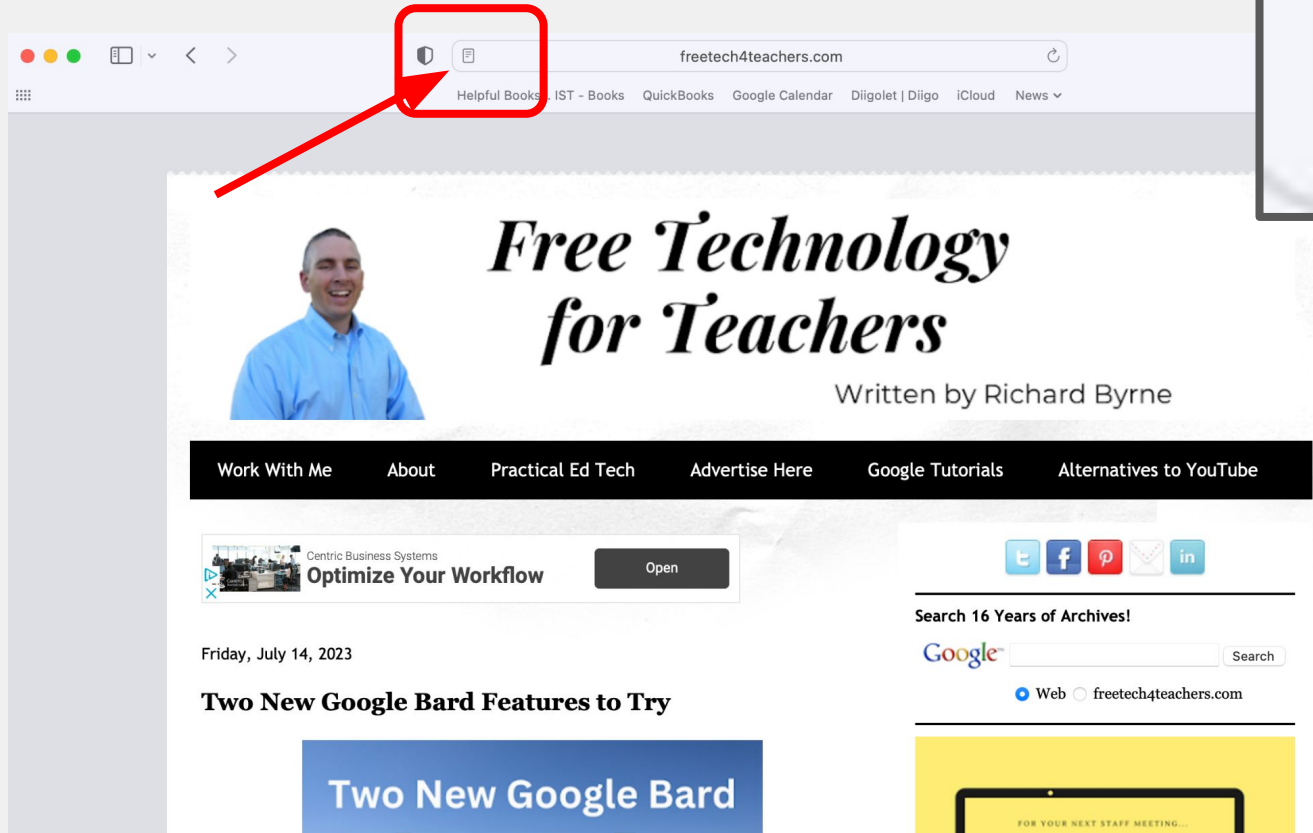 freetech4teachers.com
Helpful Books... IST - Books QuickBooks Google Calendar Diigolet | Diigo iCloud News
Free Technology
for Teachers
Written by Richard Byrne
Work With Me About Practical Ed Tech Advertise Here Google Tutorials Alternatives to YouTube
Centric Business Systems
Optimize Your Workflow
Open
Search 16 Years of Archives!
Google Search
Web freetech4teachers.com
Friday, July 14, 2023
Two New Google Bard Features to Try
Two New Google Bard
FOR YOUR NEXT STAFF MEETING...